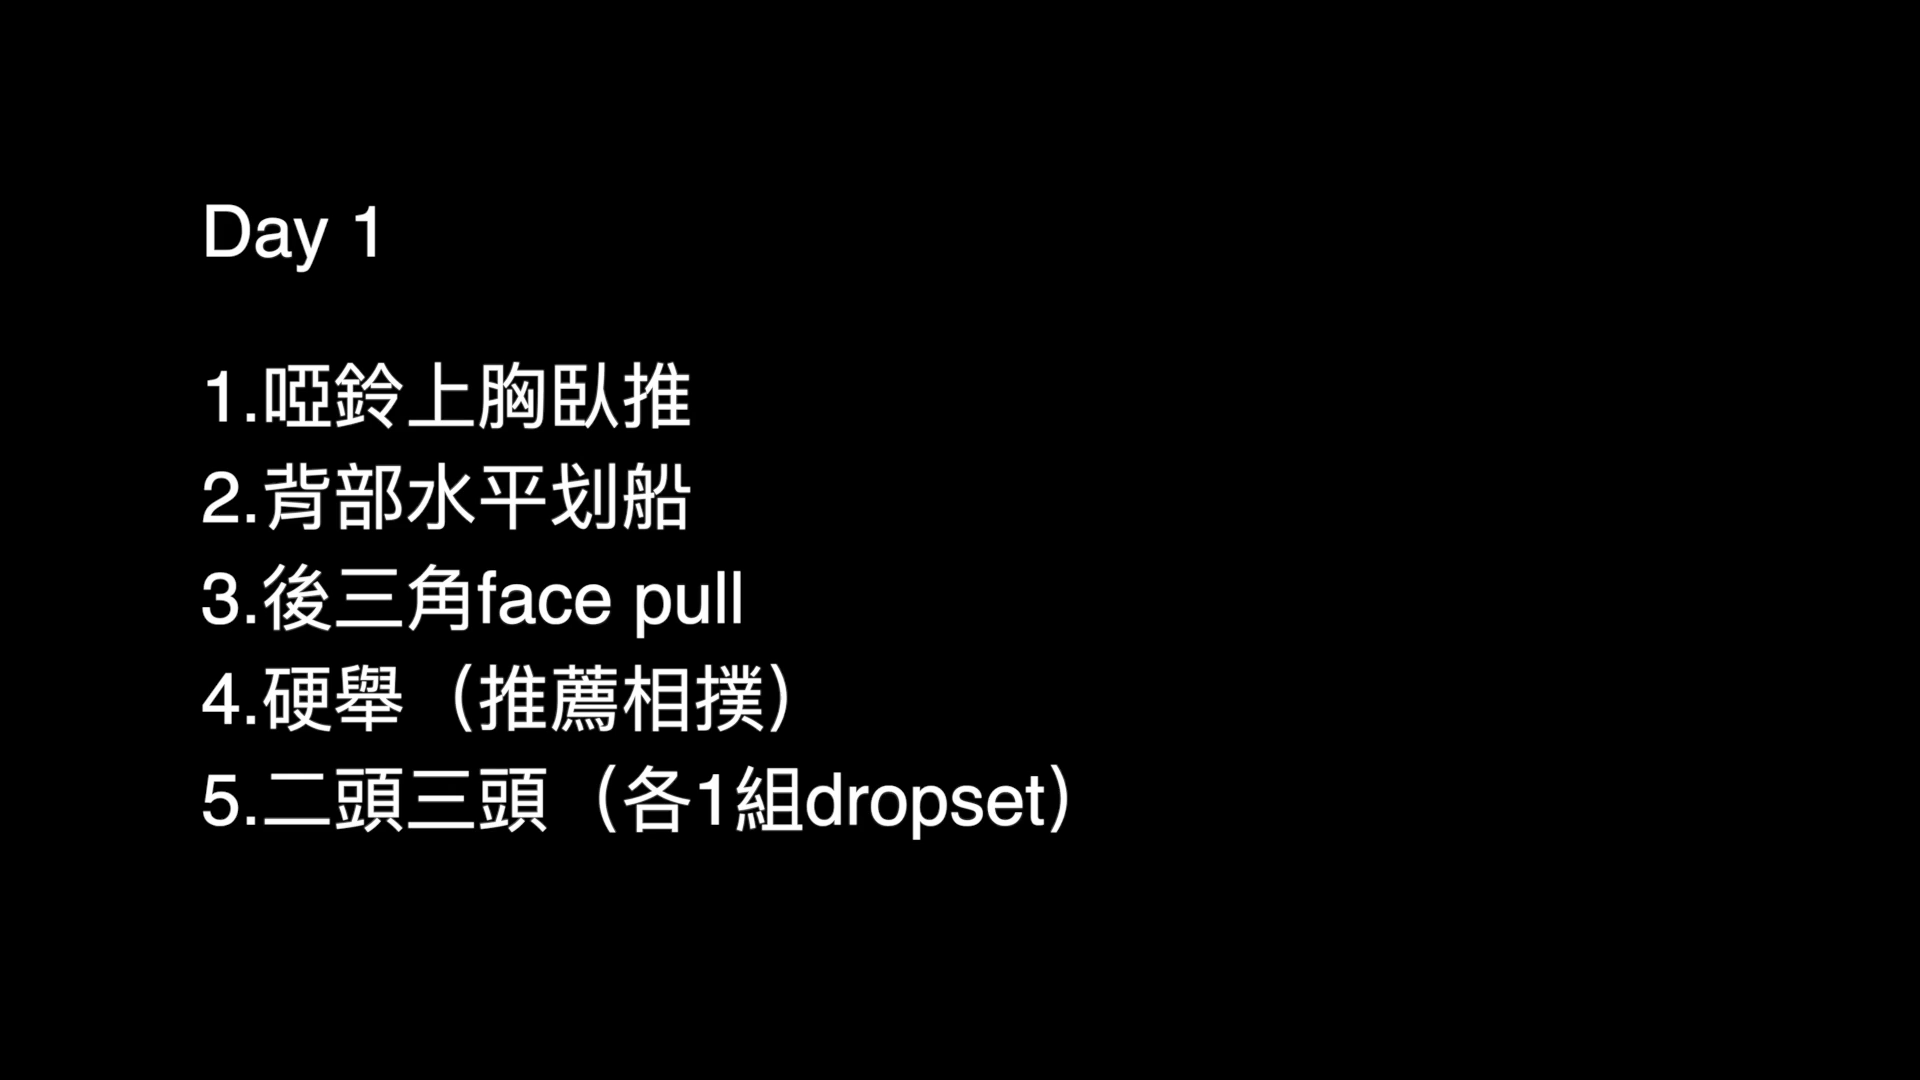 Day 1
1.啞鈴上胸臥推
2.背部水平划船
3.後三角face pull
4.硬舉（推薦相撲）
5.二頭三頭（各1組dropset）